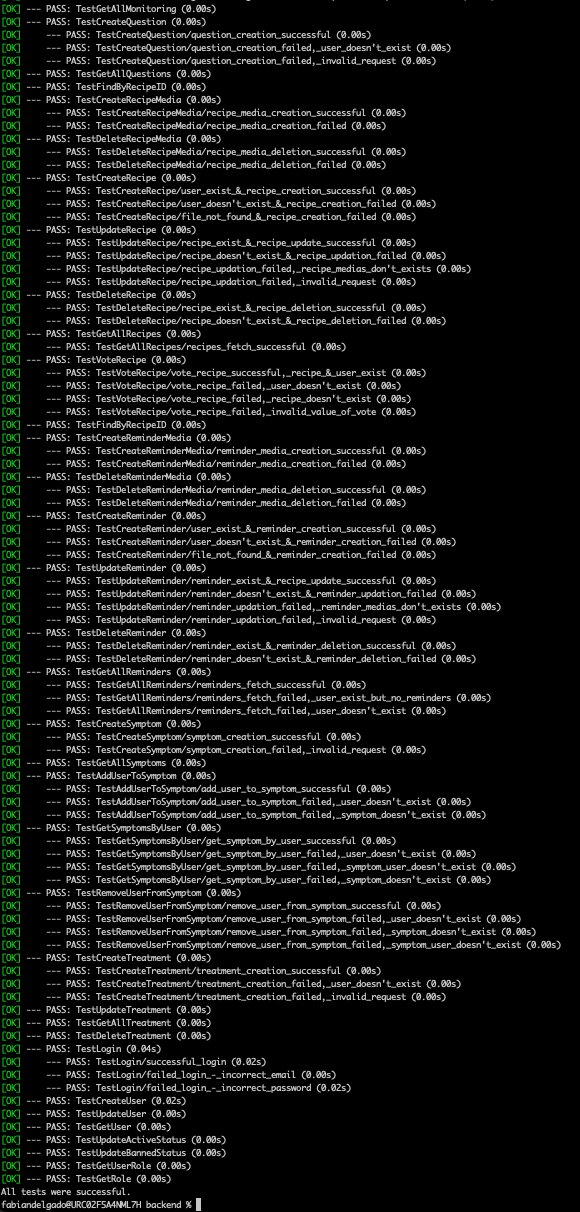 [OK] --- PASS: TestGetAllMonitoring (0.00s)
[OK] --- PASS: TestCreateQuestion (0.00s)
[OK]     --- PASS: TestCreateQuestion/question_creation_successful (0.00s)
[OK]     --- PASS: TestCreateQuestion/question_creation_failed,_user_doesn't_exist (0.00s)
[OK]     --- PASS: TestCreateQuestion/question_creation_failed,_invalid_request (0.00s)
[OK] --- PASS: TestGetAllQuestions (0.00s)
[OK] --- PASS: TestFindByRecipeID (0.00s)
[OK] --- PASS: TestCreateRecipeMedia (0.00s)
[OK]     --- PASS: TestCreateRecipeMedia/recipe_media_creation_successful (0.00s)
[OK]     --- PASS: TestCreateRecipeMedia/recipe_media_creation_failed (0.00s)
[OK] --- PASS: TestDeleteRecipeMedia (0.00s)
[OK]     --- PASS: TestDeleteRecipeMedia/recipe_media_deletion_successful (0.00s)
[OK]     --- PASS: TestDeleteRecipeMedia/recipe_media_deletion_failed (0.00s)
[OK] --- PASS: TestCreateRecipe (0.00s)
[OK]     --- PASS: TestCreateRecipe/user_exist_&_recipe_creation_successful (0.00s)
[OK]     --- PASS: TestCreateRecipe/user_doesn't_exist_&_recipe_creation_failed (0.00s)
[OK]     --- PASS: TestCreateRecipe/file_not_found_&_recipe_creation_failed (0.00s)
[OK] --- PASS: TestUpdateRecipe (0.00s)
[OK]     --- PASS: TestUpdateRecipe/recipe_exist_&_recipe_update_successful (0.00s)
[OK]     --- PASS: TestUpdateRecipe/recipe_doesn't_exist_&_recipe_updation_failed (0.00s)
[OK]     --- PASS: TestUpdateRecipe/recipe_updation_failed,_recipe_medias_don't_exists (0.00s)
[OK]     --- PASS: TestUpdateRecipe/recipe_updation_failed,_invalid_request (0.00s)
[OK] --- PASS: TestDeleteRecipe (0.00s)
[OK]     --- PASS: TestDeleteRecipe/recipe_exist_&_recipe_deletion_successful (0.00s)
[OK]     --- PASS: TestDeleteRecipe/recipe_doesn't_exist_&_recipe_deletion_failed (0.00s)
[OK] --- PASS: TestGetAllRecipes (0.00s)
[OK]     --- PASS: TestGetAllRecipes/recipes_fetch_successful (0.00s)
[OK] --- PASS: TestVoteRecipe (0.00s)
[OK]     --- PASS: TestVoteRecipe/vote_recipe_successful,_recipe_&_user_exist (0.00s)
[OK]     --- PASS: TestVoteRecipe/vote_recipe_failed,_user_doesn't_exist (0.00s)
[OK]     --- PASS: TestVoteRecipe/vote_recipe_failed,_recipe_doesn't_exist (0.00s)
[OK]     --- PASS: TestVoteRecipe/vote_recipe_failed,_invalid_value_of_vote (0.00s)
[OK] --- PASS: TestFindByRecipeID (0.00s)
[OK] --- PASS: TestCreateReminderMedia (0.00s)
[OK]     --- PASS: TestCreateReminderMedia/reminder_media_creation_successful (0.00s)
[OK]     --- PASS: TestCreateReminderMedia/reminder_media_creation_failed (0.00s)
[OK] --- PASS: TestDeleteReminderMedia (0.00s)
[OK]     --- PASS: TestDeleteReminderMedia/reminder_media_deletion_successful (0.00s)
[OK]     --- PASS: TestDeleteReminderMedia/reminder_media_deletion_failed (0.00s)
[OK] --- PASS: TestCreateReminder (0.00s)
[OK]     --- PASS: TestCreateReminder/user_exist_&_reminder_creation_successful (0.00s)
[OK]     --- PASS: TestCreateReminder/user_doesn't_exist_&_reminder_creation_failed (0.00s)
[OK]     --- PASS: TestCreateReminder/file_not_found_&_reminder_creation_failed (0.00s)
[OK] --- PASS: TestUpdateReminder (0.00s)
[OK]     --- PASS: TestUpdateReminder/reminder_exist_&_recipe_update_successful (0.00s)
[OK]     --- PASS: TestUpdateReminder/reminder_doesn't_exist_&_reminder_updation_failed (0.00s)
[OK]     --- PASS: TestUpdateReminder/reminder_updation_failed,_reminder_medias_don't_exists (0.00s)
[OK]     --- PASS: TestUpdateReminder/reminder_updation_failed,_invalid_request (0.00s)
[OK] --- PASS: TestDeleteReminder (0.00s)
[OK]     --- PASS: TestDeleteReminder/reminder_exist_&_reminder_deletion_successful (0.00s)
[OK]     --- PASS: TestDeleteReminder/reminder_doesn't_exist_&_reminder_deletion_failed (0.00s)
[OK] --- PASS: TestGetAllReminders (0.00s)
[OK]     --- PASS: TestGetAllReminders/reminders_fetch_successful (0.00s)
[OK]     --- PASS: TestGetAllReminders/reminders_fetch_failed,_user_exist_but_no_reminders (0.00s)
[OK]     --- PASS: TestGetAllReminders/reminders_fetch_failed,_user_doesn't_exist (0.00s)
[OK] --- PASS: TestCreateSymptom (0.00s)
[OK]     --- PASS: TestCreateSymptom/symptom_creation_successful (0.00s)
[OK]     --- PASS: TestCreateSymptom/symptom_creation_failed,_invalid_request (0.00s)
[OK] --- PASS: TestGetAllSymptoms (0.00s)
[OK] --- PASS: TestAddUserToSymptom (0.00s)
[OK]     --- PASS: TestAddUserToSymptom/add_user_to_symptom_successful (0.00s)
[OK]     --- PASS: TestAddUserToSymptom/add_user_to_symptom_failed,_user_doesn't_exist (0.00s)
[OK]     --- PASS: TestAddUserToSymptom/add_user_to_symptom_failed,_symptom_doesn't_exist (0.00s)
[OK] --- PASS: TestGetSymptomsByUser (0.00s)
[OK]     --- PASS: TestGetSymptomsByUser/get_symptom_by_user_successful (0.00s)
[OK]     --- PASS: TestGetSymptomsByUser/get_symptom_by_user_failed,_user_doesn't_exist (0.00s)
[OK]     --- PASS: TestGetSymptomsByUser/get_symptom_by_user_failed,_symptom_user_doesn't_exist (0.00s)
[OK]     --- PASS: TestGetSymptomsByUser/get_symptom_by_user_failed,_symptom_doesn't_exist (0.00s)
[OK] --- PASS: TestRemoveUserFromSymptom (0.00s)
[OK]     --- PASS: TestRemoveUserFromSymptom/remove_user_from_symptom_successful (0.00s)
[OK]     --- PASS: TestRemoveUserFromSymptom/remove_user_from_symptom_failed,_user_doesn't_exist (0.00s)
[OK]     --- PASS: TestRemoveUserFromSymptom/remove_user_from_symptom_failed,_symptom_doesn't_exist (0.00s)
[OK]     --- PASS: TestRemoveUserFromSymptom/remove_user_from_symptom_failed,_symptom_user_doesn't_exist (0.00s)
[OK] --- PASS: TestCreateTreatment (0.00s)
[OK]     --- PASS: TestCreateTreatment/treatment_creation_successful (0.00s)
[OK]     --- PASS: TestCreateTreatment/treatment_creation_failed,_user_doesn't_exist (0.00s)
[OK]     --- PASS: TestCreateTreatment/treatment_creation_failed,_invalid_request (0.00s)
[OK] --- PASS: TestUpdateTreatment (0.00s)
[OK] --- PASS: TestGetAllTreatment (0.00s)
[OK] --- PASS: TestDeleteTreatment (0.00s)
[OK] --- PASS: TestLogin (0.04s)
[OK]     --- PASS: TestLogin/successful_login (0.02s)
[OK]     --- PASS: TestLogin/failed_login_-_incorrect_email (0.00s)
[OK]     --- PASS: TestLogin/failed_login_-_incorrect_password (0.02s)
[OK] --- PASS: TestCreateUser (0.02s)
[OK] --- PASS: TestUpdateUser (0.00s)
[OK] --- PASS: TestGetUser (0.00s)
[OK] --- PASS: TestUpdateActiveStatus (0.00s)
[OK] --- PASS: TestUpdateBannedStatus (0.00s)
[OK] --- PASS: TestGetUserRole (0.00s)
[OK] --- PASS: TestGetRole (0.00s)
All tests were successful.
fabiandelgado@URC02F5A4NML7H backend %